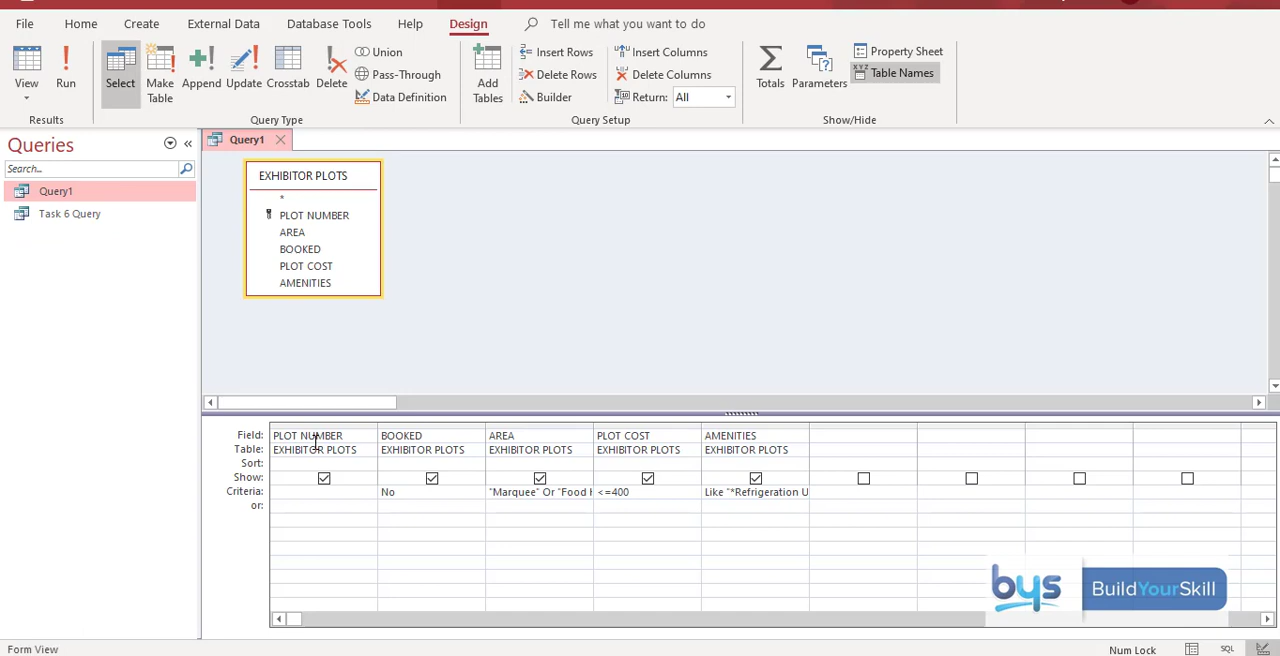 File Home Create External Data Database Tools Help Design Tell me what you want to do
View Run Select Make Table Append Update Crosstab Delete Union Pass-Through Data Definition Add Tables Insert Rows Delete Rows Builder Insert Columns Delete Columns Return: All Totals Parameters Property Sheet Table Names
Results Query Type Query Setup Show/Hide
Queries
Search...
Query1
Task 6 Query
Query1
EXHIBITOR PLOTS
*
PLOT NUMBER
AREA
BOOKED
PLOT COST
AMENITIES
Field: PLOT NUMBER BOOKED AREA PLOT COST AMENITIES
Table: EXHIBITOR PLOTS EXHIBITOR PLOTS EXHIBITOR PLOTS EXHIBITOR PLOTS EXHIBITOR PLOTS
Sort:
Show:
Criteria: No "Marquee" Or "Food <=400 Like "*Refrigeration U
or:
bys BuildYourSkill
Form View Num Lock SQL